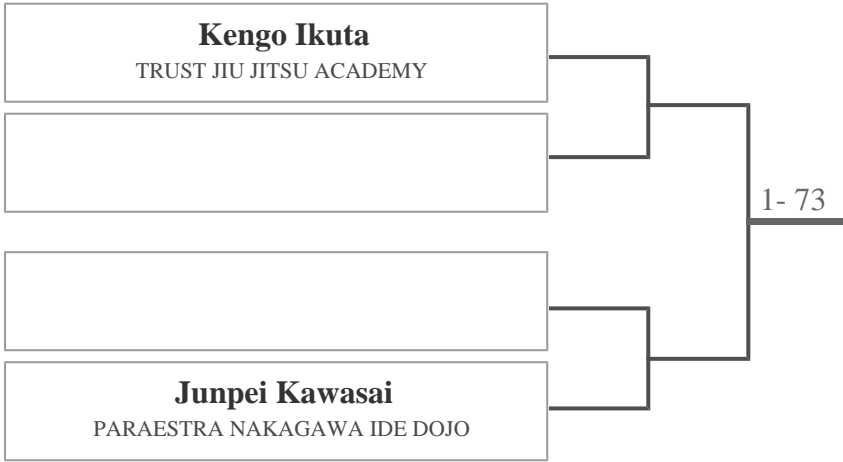 Kengo Ikuta
TRUST JIU JITSU ACADEMY
1- 73
Junpei Kawasai
PARAESTRA NAKAGAWA IDE DOJO